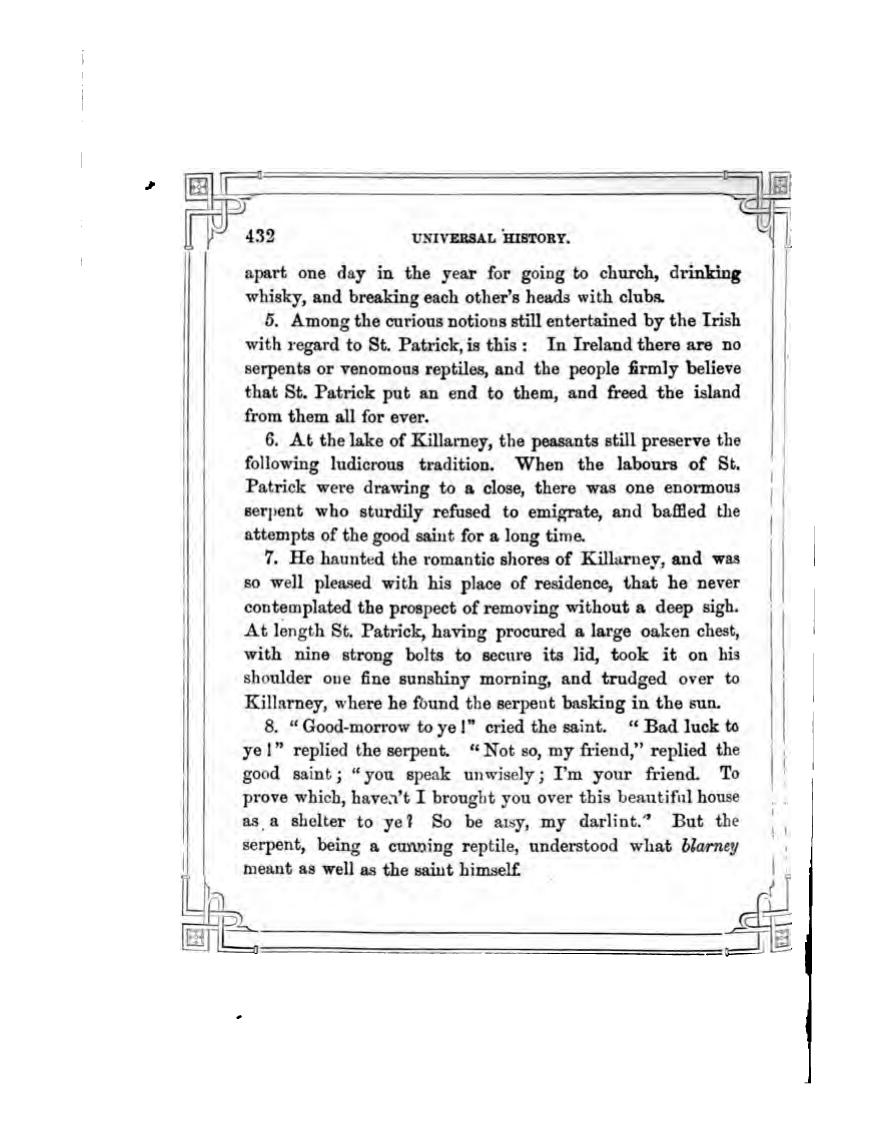 432 UNIVERSAL HISTORY.
apart one day in the year for going to church, drinking
whisky, and breaking each other's heads with clubs.
5. Among the curious notions still entertained by the Irish
with regard to St. Patrick, is this : In Ireland there are no
serpents or venomous reptiles, and the people firmly believe
that St. Patrick put an end to them, and freed the island
from them all for ever.
6. At the lake of Killarney, the peasants still preserve the
following ludicrous tradition. When the labours of St.
Patrick were drawing to a close, there was one enormous
serpent who sturdily refused to emigrate, and baffled the
attempts of the good saint for a long time.
7. He haunted the romantic shores of Killarney, and was
so well pleased with his place of residence, that he never
contemplated the prospect of removing without a deep sigh.
At length St. Patrick, having procured a large oaken chest,
with nine strong bolts to secure its lid, took it on his
shoulder one fine sunshiny morning, and trudged over to
Killarney, where he found the serpent basking in the sun.
8. "Good-morrow to ye!" cried the saint. "Bad luck to
ye!" replied the serpent. "Not so, my friend," replied the
good saint; "you speak unwisely; I'm your friend. To
prove which, haven't I brought you over this beautiful house
as a shelter to ye? So be aisy, my darlint." But the
serpent, being a cunning reptile, understood what blarney
meant as well as the saint himself.